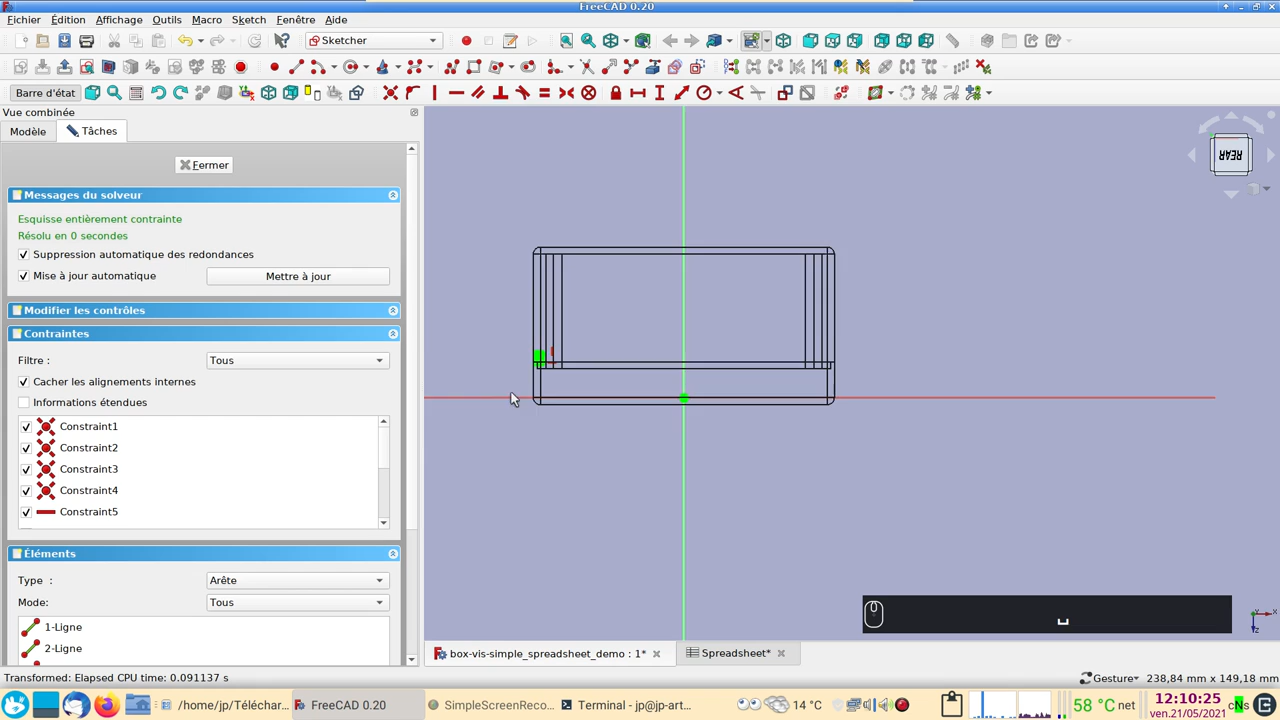 FreeCAD 0.20
Fichier Édition Affichage Outils Macro Sketch Fenêtre Aide
Sketcher
Barre d'état
Vue combinée
Modèle Tâches
Fermer
Messages du solveur
Esquisse entièrement contrainte
Résolu en 0 secondes
Suppression automatique des redondances
Mise à jour automatique Mettre à jour
Modifier les contrôles
Contraintes
Filtre : Tous
Cacher les alignements internes
Informations étendues
Constraint1
Constraint2
Constraint3
Constraint4
Constraint5
Éléments
Type : Arête
Mode: Tous
1-Ligne
2-Ligne
REAR
box-vis-simple_spreadsheet_demo : 1* Spreadsheet*
Transformed: Elapsed CPU time: 0.091137 s
Gesture 238,84 mm x 149,18 mm
/home/jp/Téléchar... FreeCAD 0.20 SimpleScreenReco... Terminal - jp@jp-art...
14 °C
58 °C net
12:10:25
ven.21/05/2021